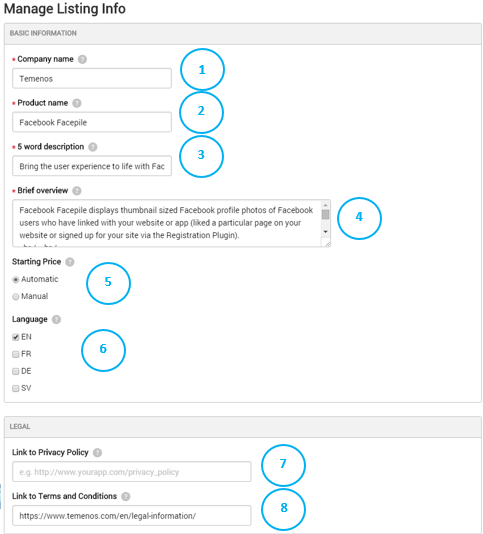 Manage Listing Info
BASIC INFORMATION
* Company name ?
1
Temenos
* Product name ?
2
Facebook Facepile
* 5 word description ?
3
Bring the user experience to life with Fac
* Brief overview ?
Facebook Facepile displays thumbnail sized Facebook profile photos of Facebook
users who have linked with your website or app (liked a particular page on your
4
website or signed up for your site via the Registration Plugin).
Starting Price ?
Automatic
5
Manual
Language ?
EN
6
FR
DE
SV
LEGAL
Link to Privacy Policy ?
7
e.g. http://www.yourapp.com/privacy_policy
Link to Terms and Conditions ?
8
https://www.temenos.com/en/legal-information/